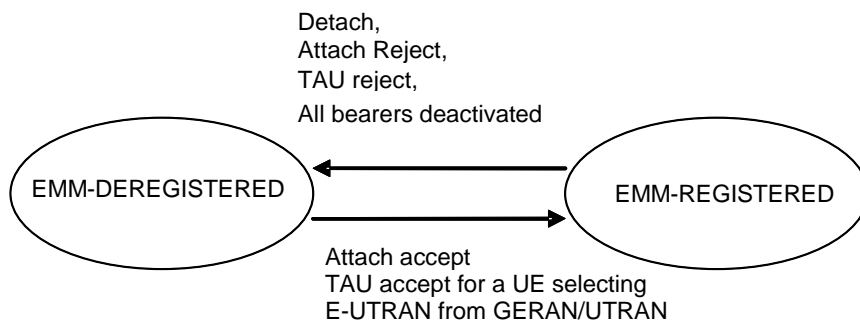 Detach,
Attach Reject,
TAU reject,
All bearers deactivated
EMM-DEREGISTERED
EMM-REGISTERED
Attach accept
TAU accept for a UE selecting
E-UTRAN from GERAN/UTRAN